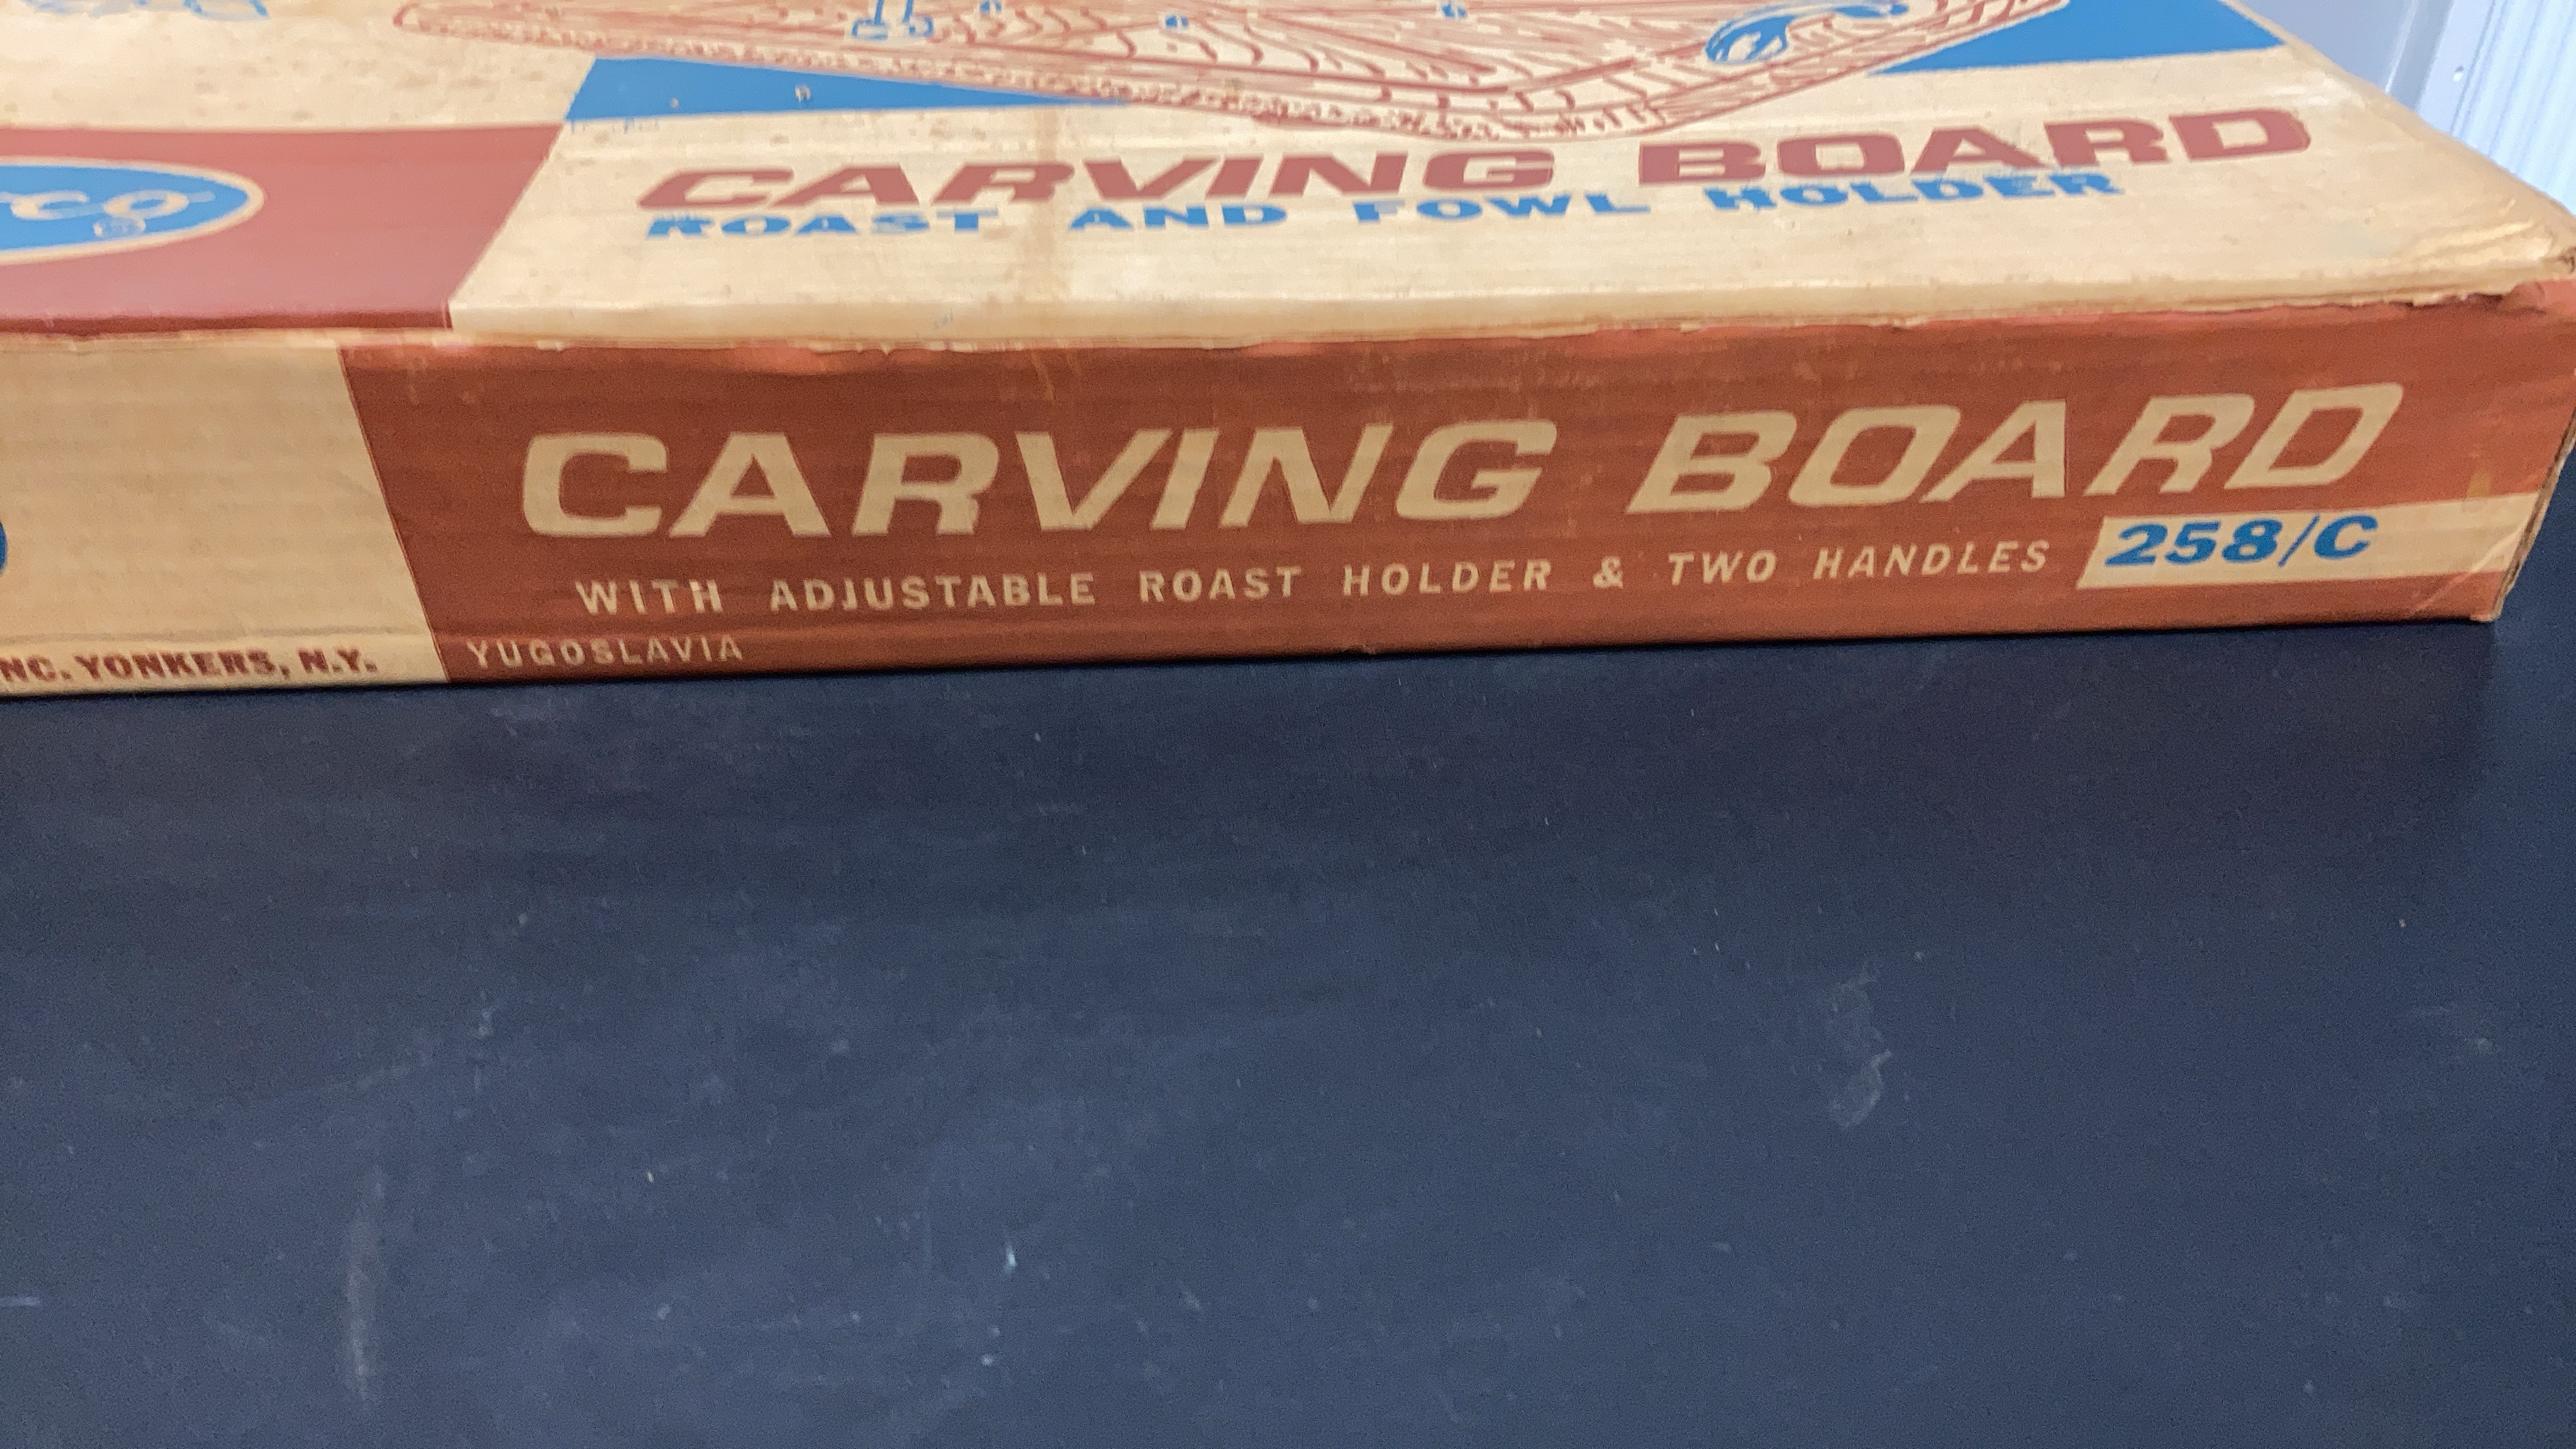 CARVING BOARD
ROAST AND FOWL HOLDER
CARVING BOARD
WITH ADJUSTABLE ROAST HOLDER & TWO HANDLES
258/C
NC. YONKERS, N.Y.
YUGOSLAVIA